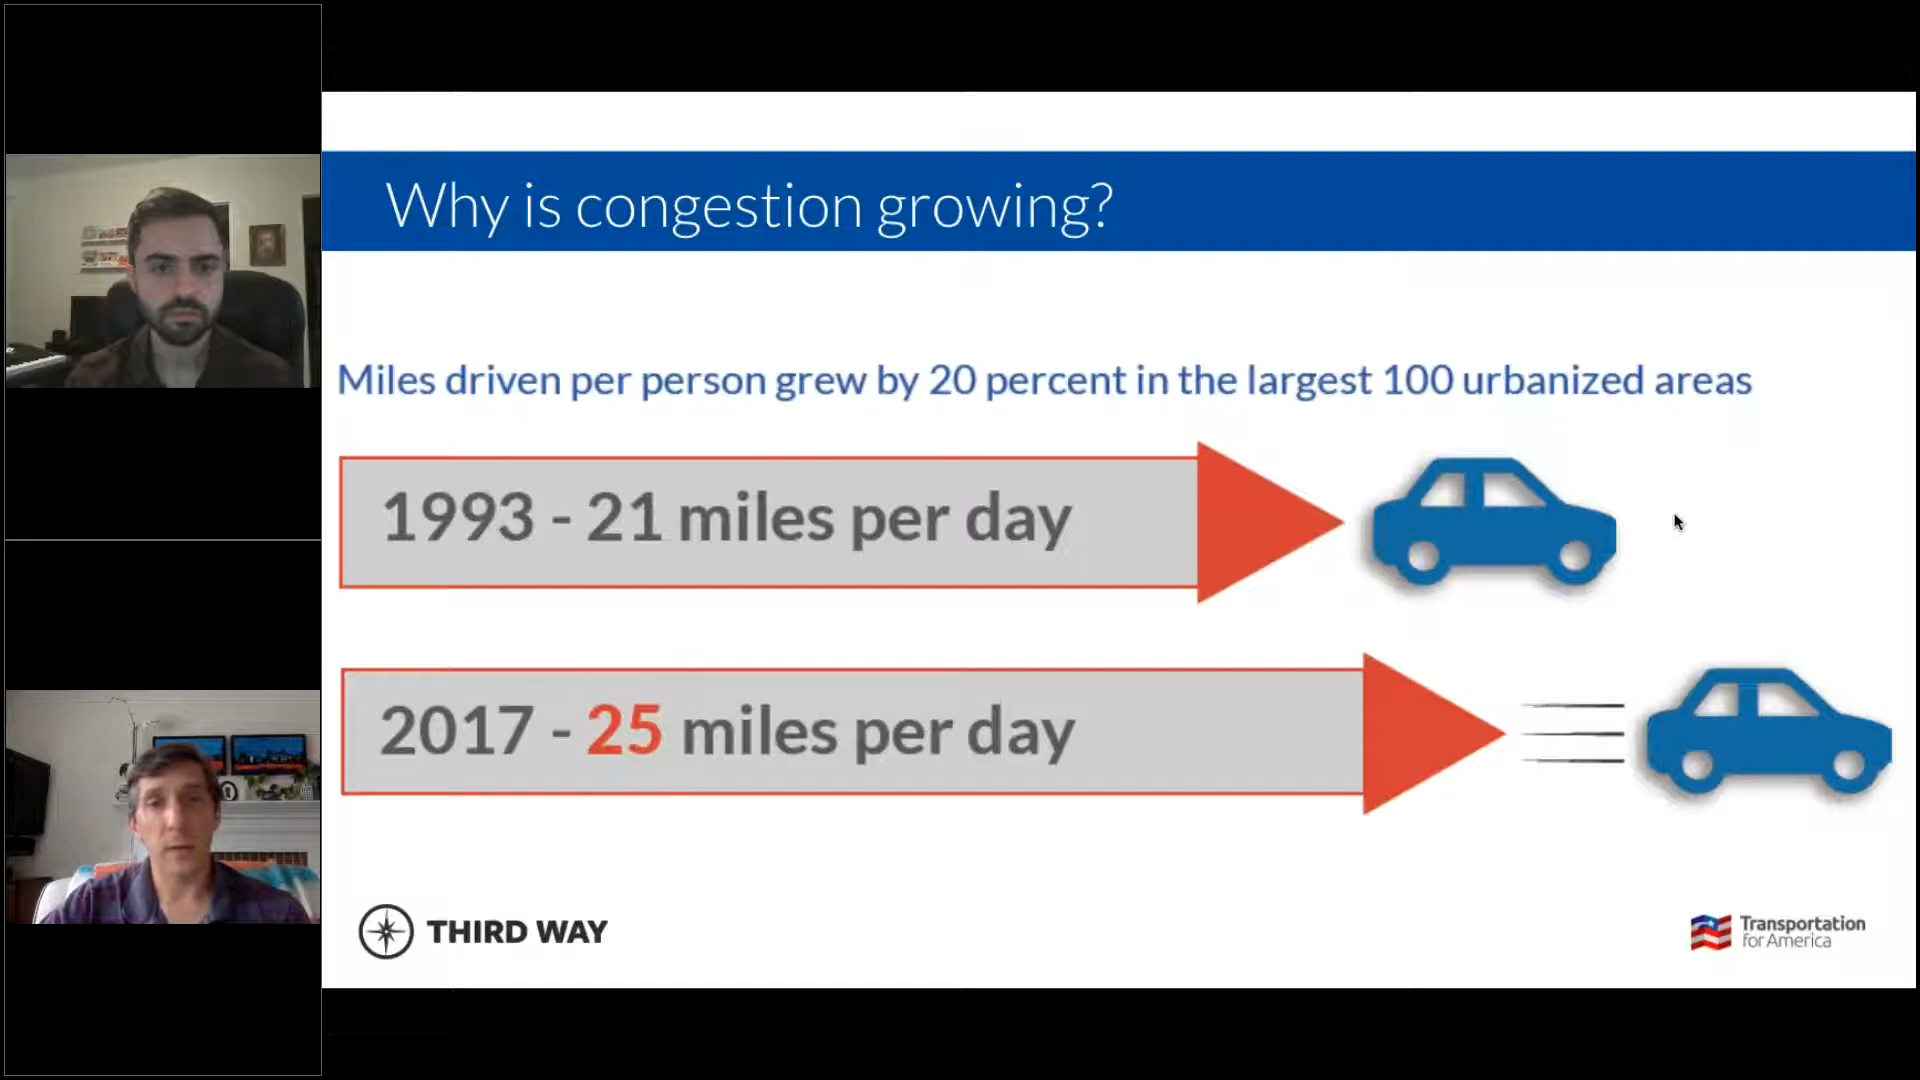 Why is congestion growing?
Miles driven per person grew by 20 percent in the largest 100 urbanized areas
1993 - 21 miles per day
2017 - 25 miles per day
THIRD WAY
Transportation
for America